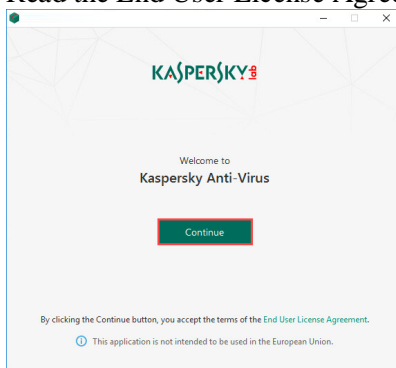 Read the End User License Agree
KASPERSKY lab
Welcome to
Kaspersky Anti-Virus
Continue
By clicking the Continue button, you accept the terms of the End User License Agreement.
This application is not intended to be used in the European Union.